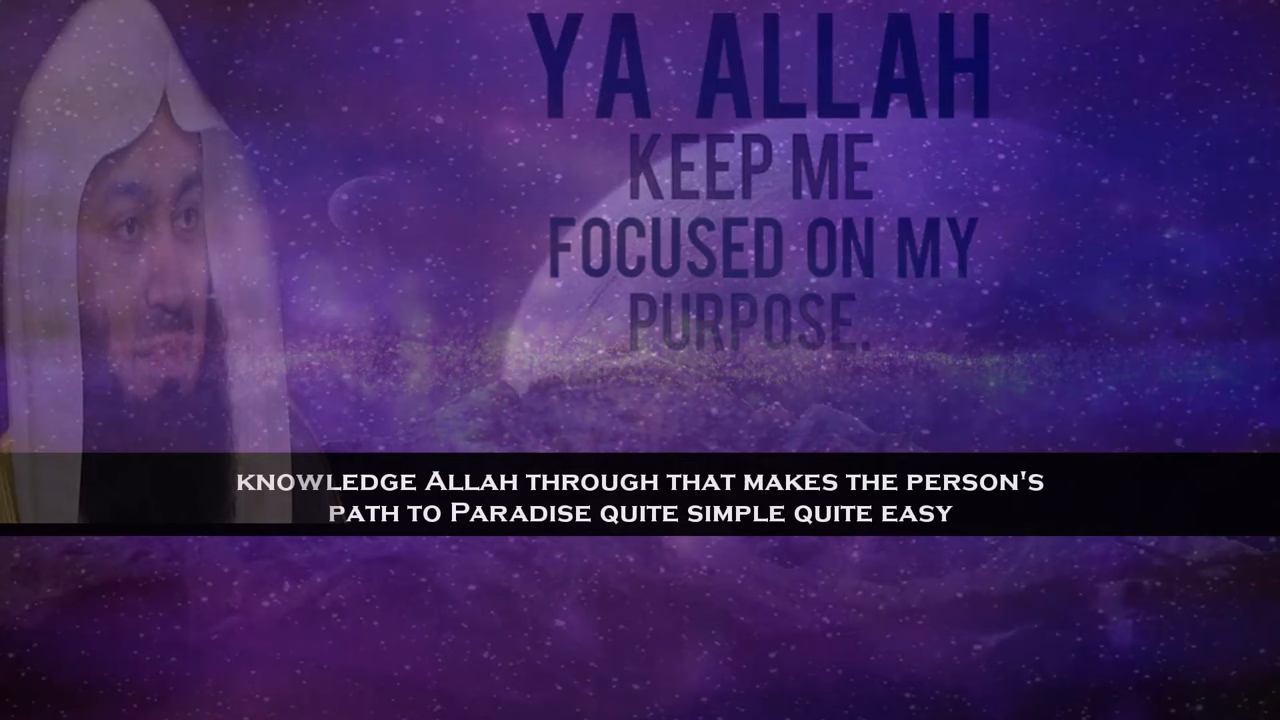 YA ALLAH
KEEP ME
FOCUSED ON MY
PURPOSE.
KNOWLEDGE ALLAH THROUGH THAT MAKES THE PERSON'S
PATH TO PARADISE QUITE SIMPLE QUITE EASY